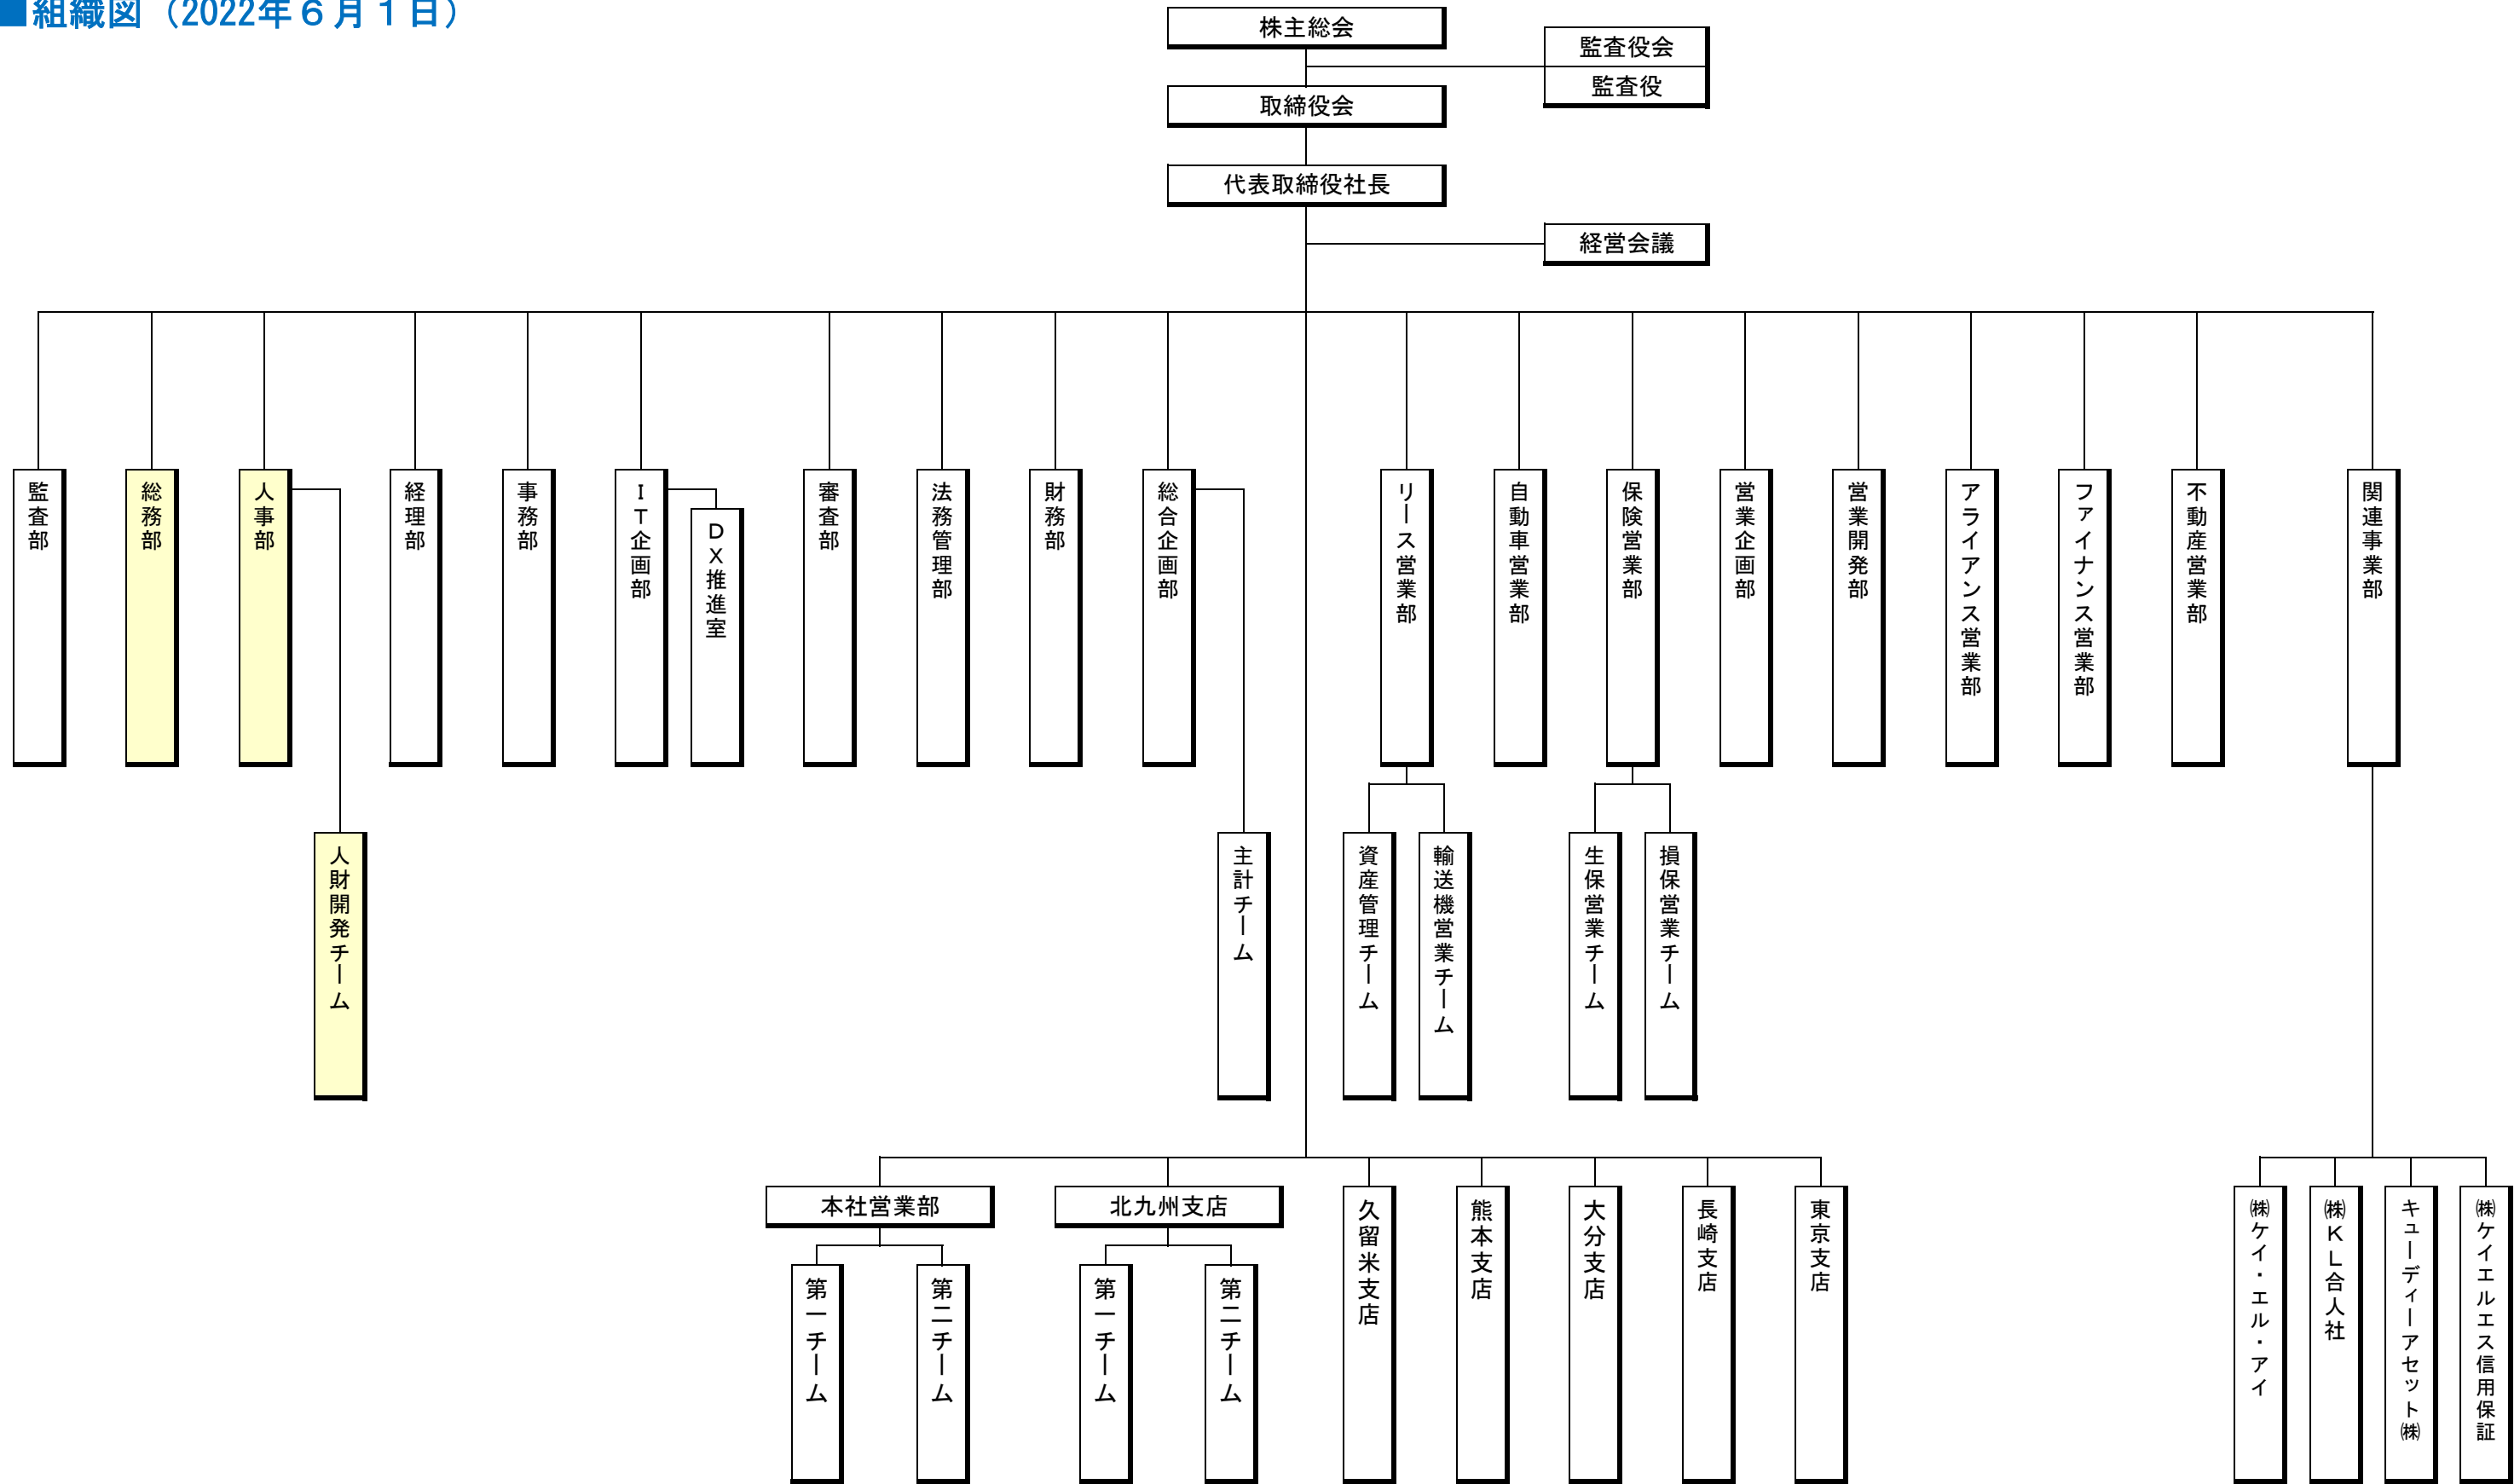 ■組織図（2022年６月１日）
株主総会
監査役会
監査役
取締役会
代表取締役社長
経営会議
監査部
総務部
人事部
経理部
事務部
ＩＴ企画部
ＤＸ推進室
審査部
法務管理部
財務部
総合企画部
リース営業部
自動車営業部
保険営業部
営業企画部
営業開発部
アライアンス営業部
ファイナンス営業部
不動産営業部
関連事業部
人財開発チーム
主計チーム
資産管理チーム
輸送機営業チーム
生保営業チーム
損保営業チーム
本社営業部
北九州支店
久留米支店
熊本支店
大分支店
長崎支店
東京支店
㈱ケイ・エル・アイ
㈱ＫＬ合人社
キューディーアセット㈱
㈱ケイエルエス信用保証
第一チーム
第二チーム
第一チーム
第二チーム